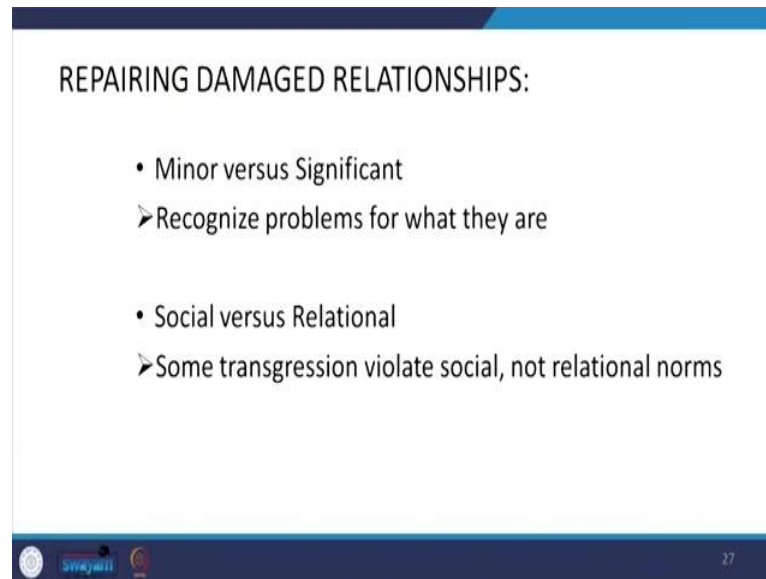 REPAIRING DAMAGED RELATIONSHIPS:
• Minor versus Significant
➢Recognize problems for what they are
• Social versus Relational
➢Some transgression violate social, not relational norms
swayam
27